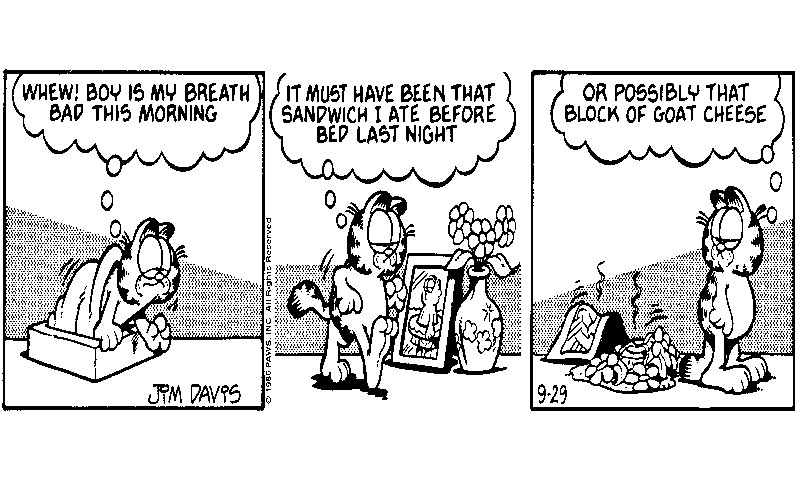 WHEW! BOY IS MY BREATH
BAD THIS MORNING
JIM DAVIS
© 1980 PAWS, INC. All Rights Reserved
IT MUST HAVE BEEN THAT
SANDWICH I ATE BEFORE
BED LAST NIGHT
OR POSSIBLY THAT
BLOCK OF GOAT CHEESE
9-29